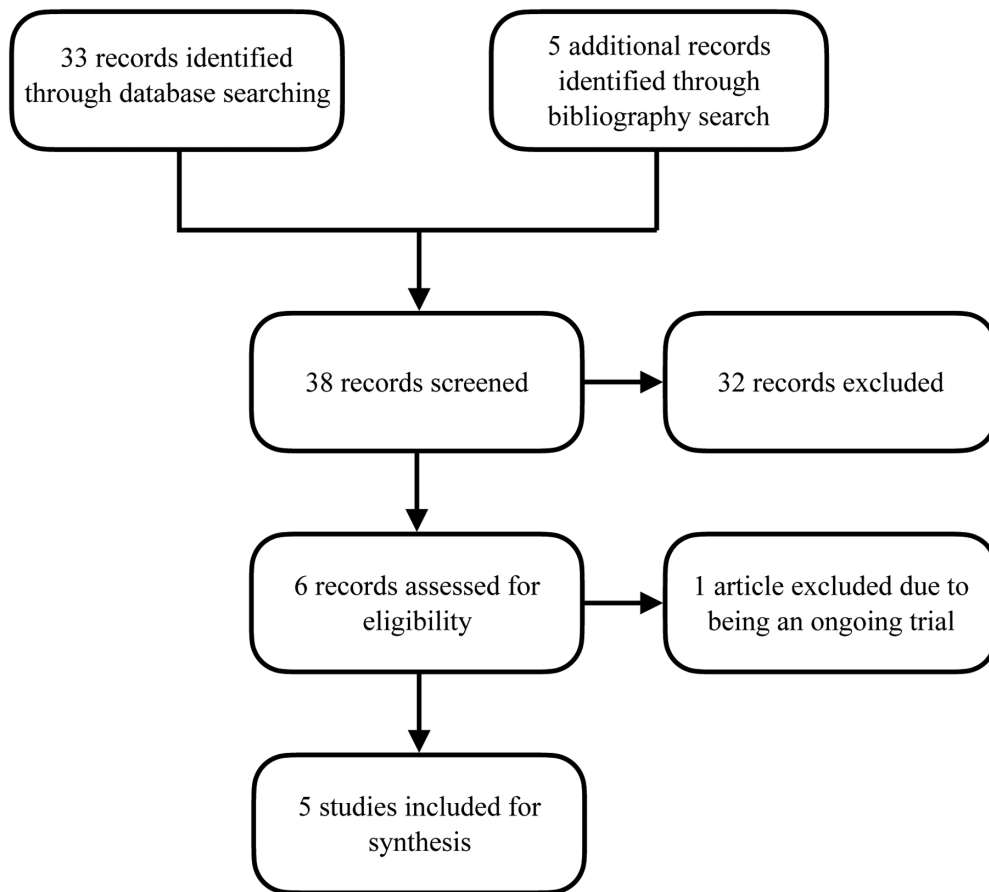 33 records identified
through database searching
5 additional records
identified through
bibliography search
38 records screened
32 records excluded
6 records assessed for
eligibility
1 article excluded due to
being an ongoing trial
5 studies included for
synthesis